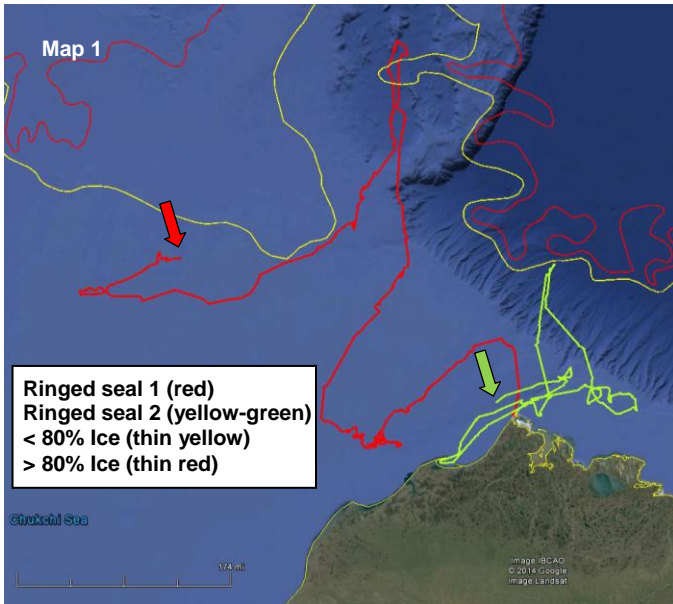 Map 1
Ringed seal 1 (red)
Ringed seal 2 (yellow-green)
< 80% Ice (thin yellow)
> 80% Ice (thin red)
Chukchi Sea
174 mi
Image IBCAO
© 2014 Google
Image Landsat